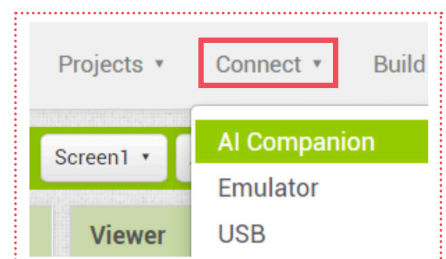 Projects ▾ Connect ▾ Build
Screen1 ▾
AI Companion
Emulator
Viewer
USB